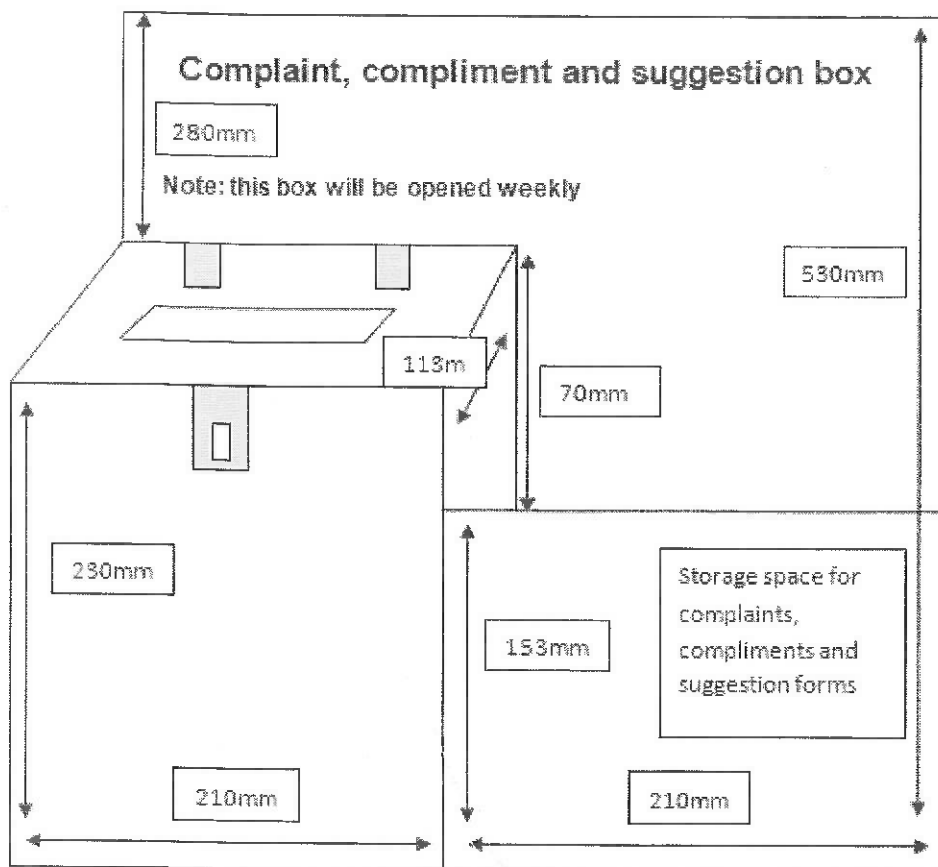 Complaint, compliment and suggestion box
280mm
Note: this box will be opened weekly
530mm
113m
70mm
230mm
Storage space for
complaints,
compliments and
suggestion forms
153mm
210mm
210mm